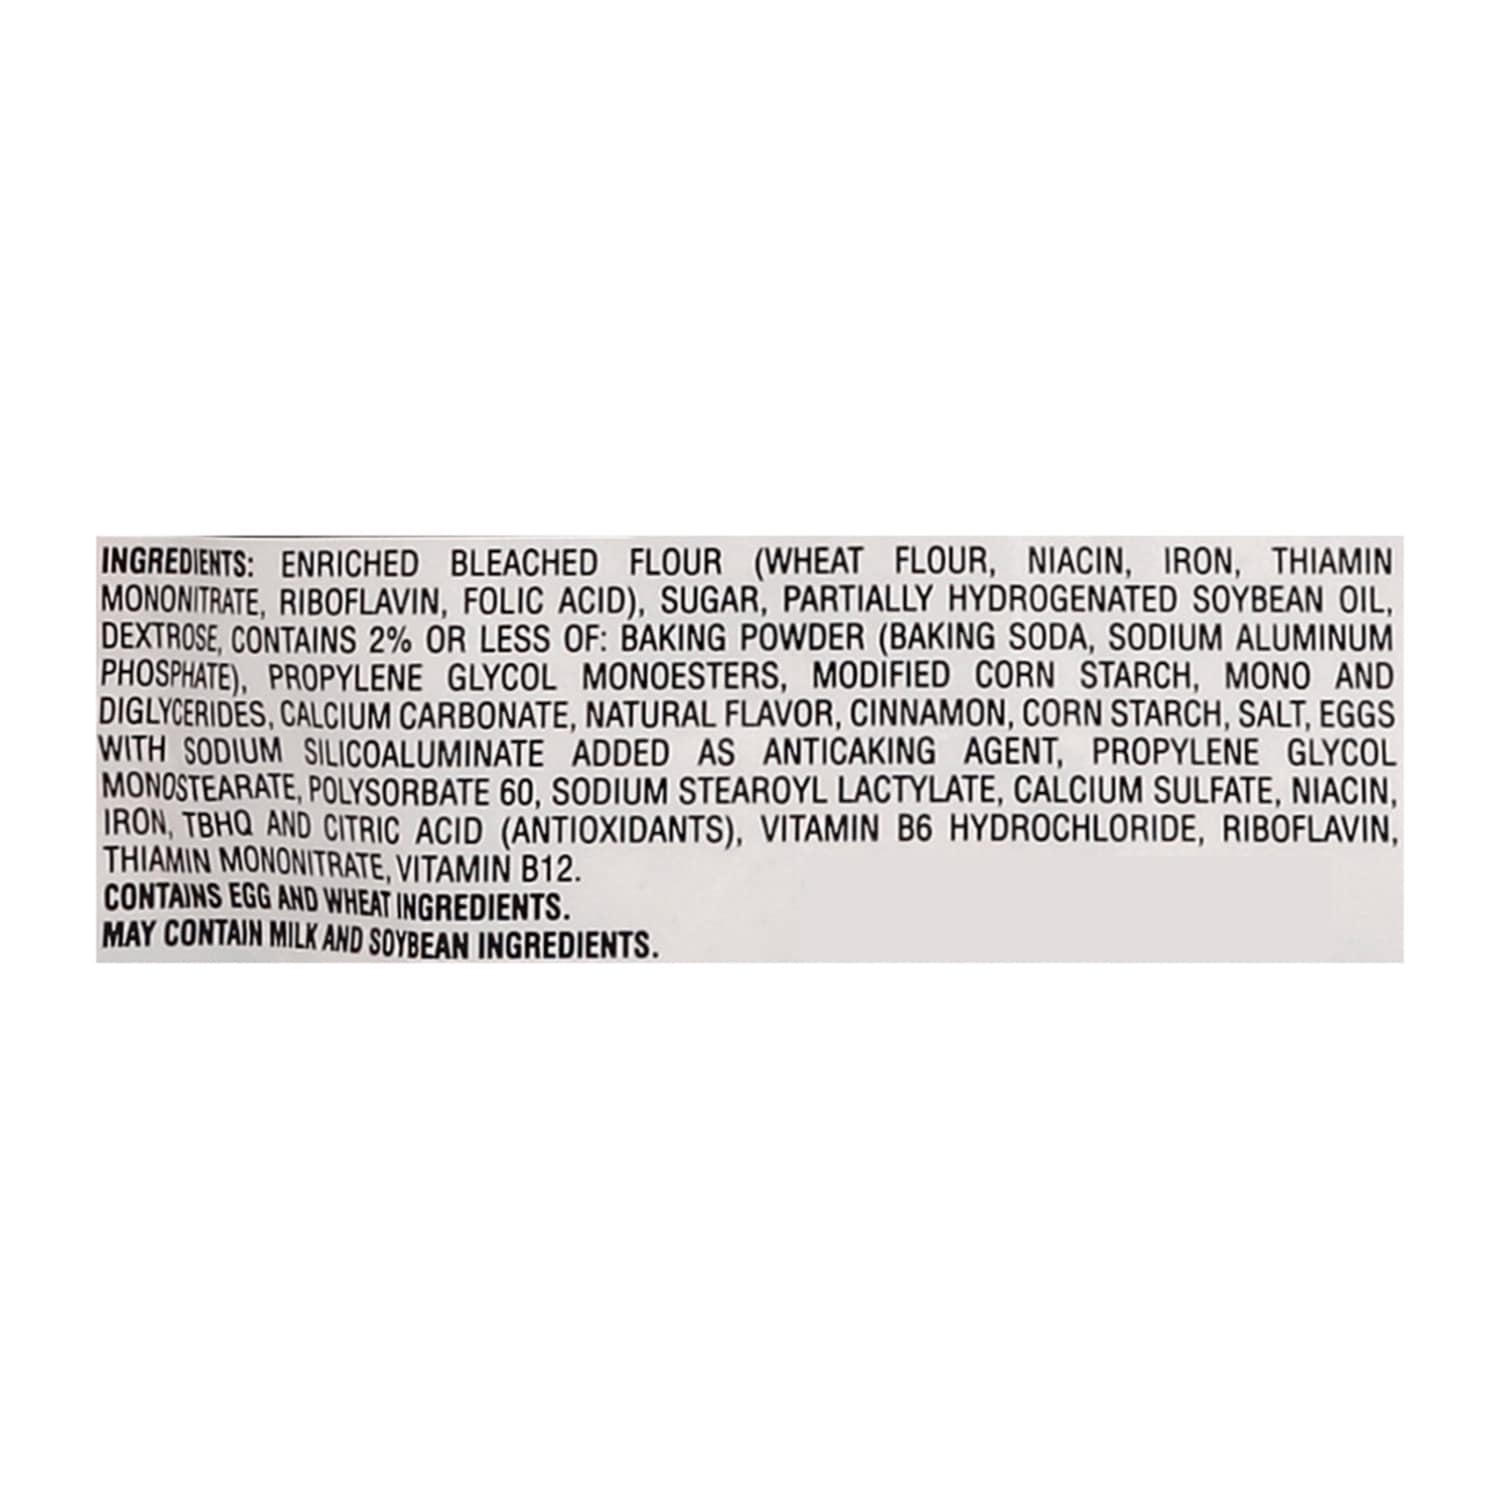 INGREDIENTS: ENRICHED BLEACHED FLOUR (WHEAT FLOUR, NIACIN, IRON, THIAMIN
MONONITRATE, RIBOFLAVIN, FOLIC ACID), SUGAR, PARTIALLY HYDROGENATED SOYBEAN OIL,
DEXTROSE, CONTAINS 2% OR LESS OF: BAKING POWDER (BAKING SODA, SODIUM ALUMINUM
PHOSPHATE), PROPYLENE GLYCOL MONOESTERS, MODIFIED CORN STARCH, MONO AND
DIGLYCERIDES, CALCIUM CARBONATE, NATURAL FLAVOR, CINNAMON, CORN STARCH, SALT, EGGS
WITH SODIUM SILICOALUMINATE ADDED AS ANTICAKING AGENT, PROPYLENE GLYCOL
MONOSTEARATE, POLYSORBATE 60, SODIUM STEAROYL LACTYLATE, CALCIUM SULFATE, NIACIN,
IRON, TBHQ AND CITRIC ACID (ANTIOXIDANTS), VITAMIN B6 HYDROCHLORIDE, RIBOFLAVIN,
THIAMIN MONONITRATE, VITAMIN B12.
CONTAINS EGG AND WHEAT INGREDIENTS.
MAY CONTAIN MILK AND SOYBEAN INGREDIENTS.